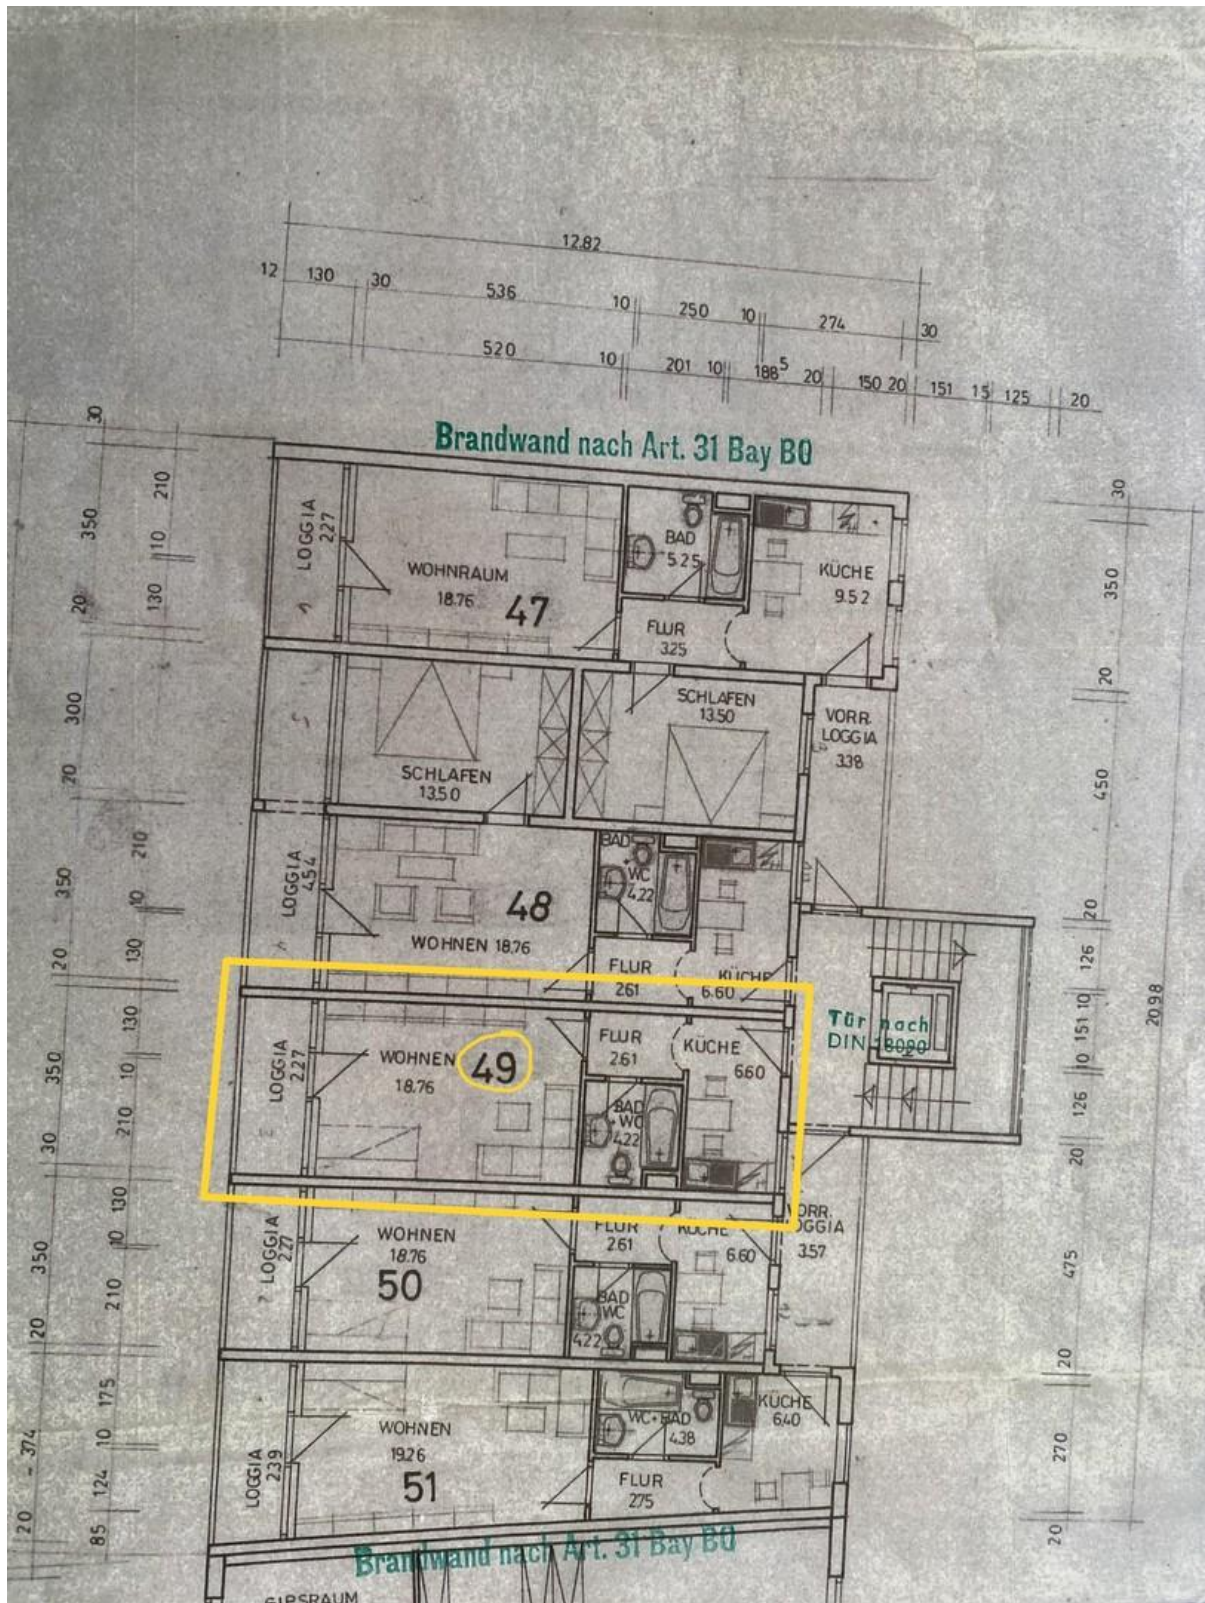 12.82
12 130 30 536 10 250 10 274 30
520 10 201 10 188⁵ 20 150 20 151 15 125 20
Brandwand nach Art. 31 Bay BO
30
350
20
300
20
350
20
350
30
350
20
374
20
210
10
130
210
10
130
130
10
210
130
10
210
175
10
124
85
LOGGIA
2.27
WOHNRAUM
18.76
47
BAD
5.25
KÜCHE
9.52
FLUR
3.25
SCHLAFEN
13.50
SCHLAFEN
13.50
VORR.
LOGGIA
3.38
LOGGIA
4.54
48
WOHNEN 18.76
BAD
WC
4.22
FLUR
2.61
KÜCHE
6.60
LOGGIA
2.27
WOHNEN
18.76
49
FLUR
2.61
KÜCHE
6.60
BAD
WC
4.22
Tür nach
DIN 18090
LOGGIA
2.27
WOHNEN
18.76
50
FLUR
2.61
KÜCHE
6.60
BAD
WC
4.22
VORR.
LOGGIA
3.57
LOGGIA
2.39
WOHNEN
19.26
51
WC+BAD
4.38
KÜCHE
6.40
FLUR
2.75
30
350
20
450
20
126
10
151
10
126
20
475
20
270
20
20.98
Brandwand nach Art. 31 Bay BO
GIPSRAUM